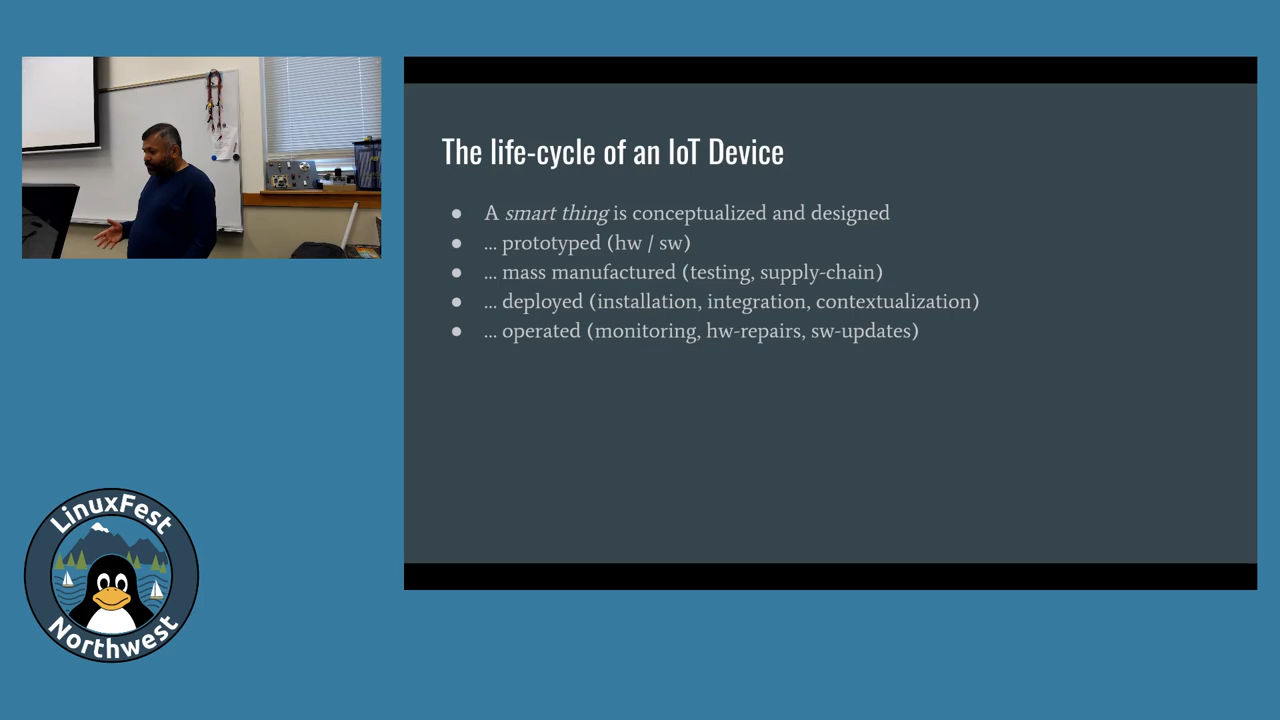 The life-cycle of an IoT Device
● A smart thing is conceptualized and designed
● ... prototyped (hw / sw)
● ... mass manufactured (testing, supply-chain)
● ... deployed (installation, integration, contextualization)
● ... operated (monitoring, hw-repairs, sw-updates)
LinuxFest
Northwest